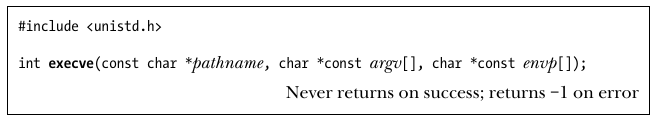 #include <unistd.h>
int execve(const char *pathname, char *const argv[], char *const envp[]);
Never returns on success; returns −1 on error